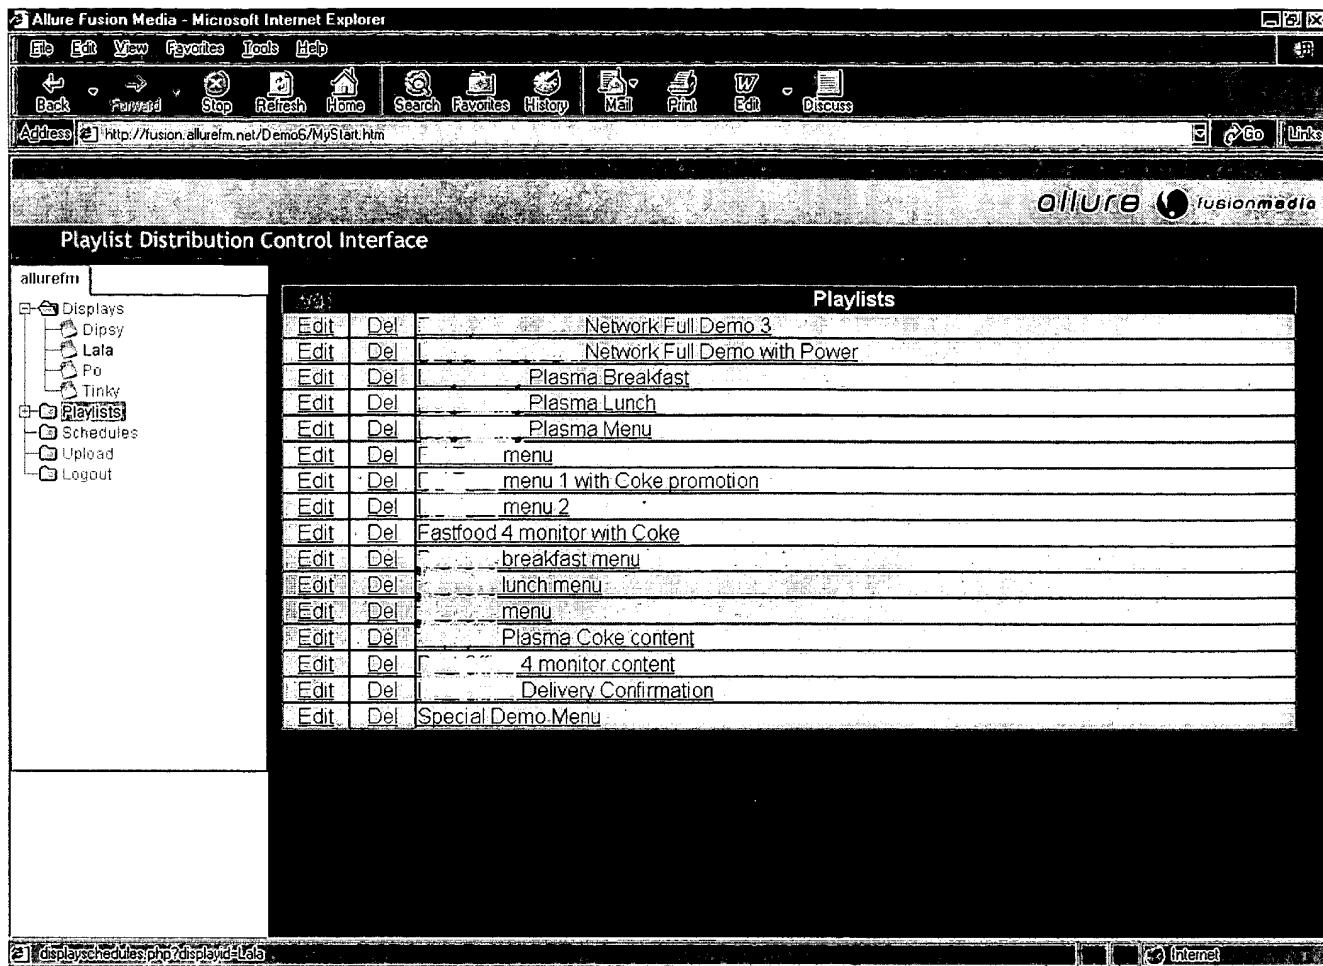 Allure Fusion Media - Microsoft Internet Explorer
File Edit View Favorites Tools Help
Back Forward Stop Refresh Home Search Favorites History Mail Print Edit Discuss
Address http://fusion.allurefm.net/Demo6/MyStart.htm Go Links
allure fusionmedia
Playlist Distribution Control Interface
allurefm
Displays
Dipsy
Lala
Po
Tinky
Playlists
Schedules
Upload
Logout
Playlists
Edit Del Network Full Demo 3
Edit Del Network Full Demo with Power
Edit Del Plasma Breakfast
Edit Del Plasma Lunch
Edit Del Plasma Menu
Edit Del menu
Edit Del menu 1 with Coke promotion
Edit Del menu 2
Edit Del Fastfood 4 monitor with Coke
Edit Del breakfast menu
Edit Del lunch menu
Edit Del menu
Edit Del Plasma Coke content
Edit Del 4 monitor content
Edit Del Delivery Confirmation
Edit Del Special Demo Menu
displayschedules.php?displayid=Lala Internet